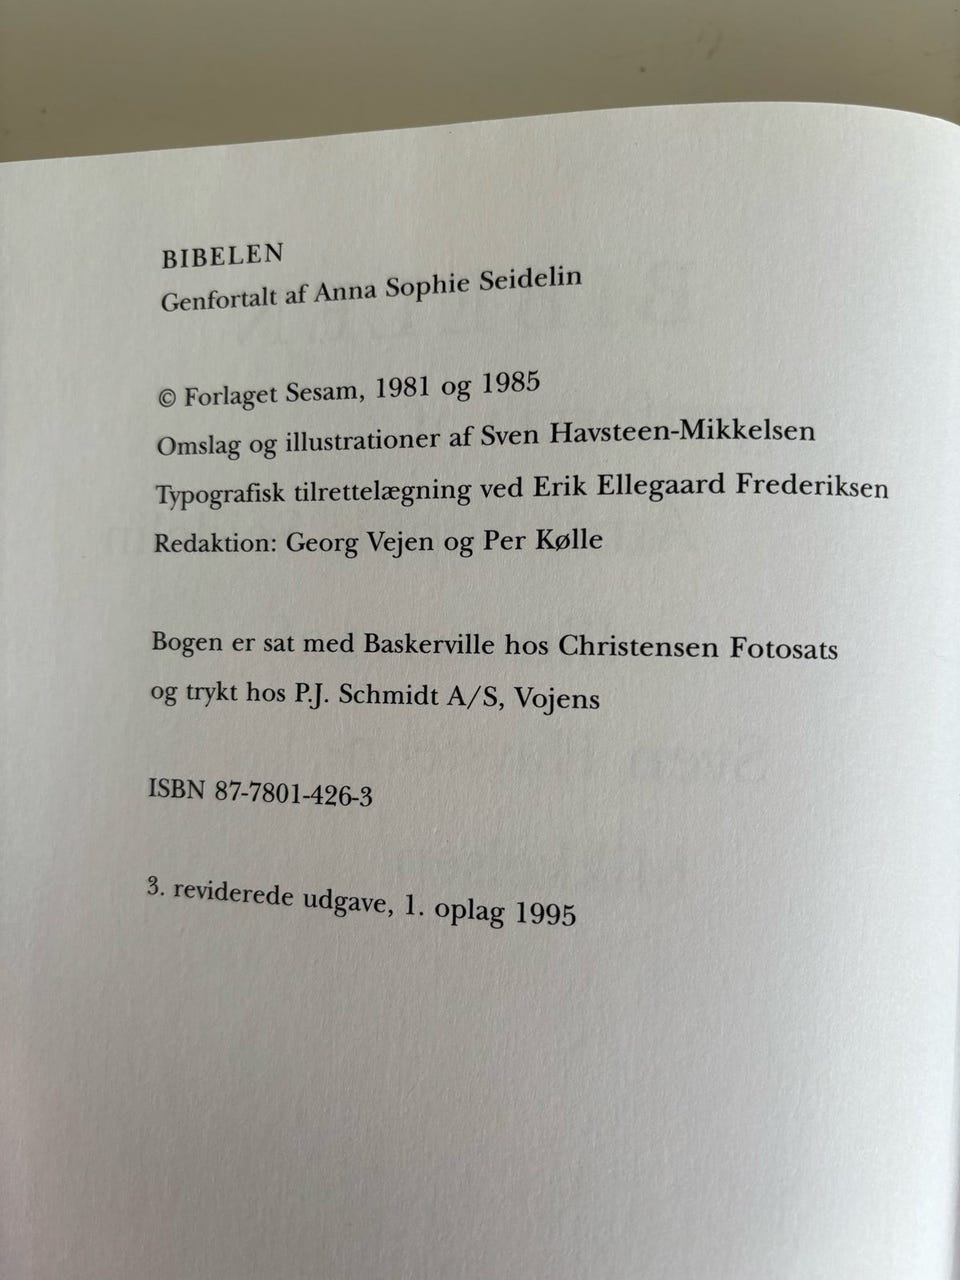 BIBELEN
Genfortalt af Anna Sophie Seidelin
© Forlaget Sesam, 1981 og 1985
Omslag og illustrationer af Sven Havsteen-Mikkelsen
Typografisk tilrettelægning ved Erik Ellegaard Frederiksen
Redaktion: Georg Vejen og Per Kølle
Bogen er sat med Baskerville hos Christensen Fotosats
og trykt hos P.J. Schmidt A/S, Vojens
ISBN 87-7801-426-3
3. reviderede udgave, 1. oplag 1995